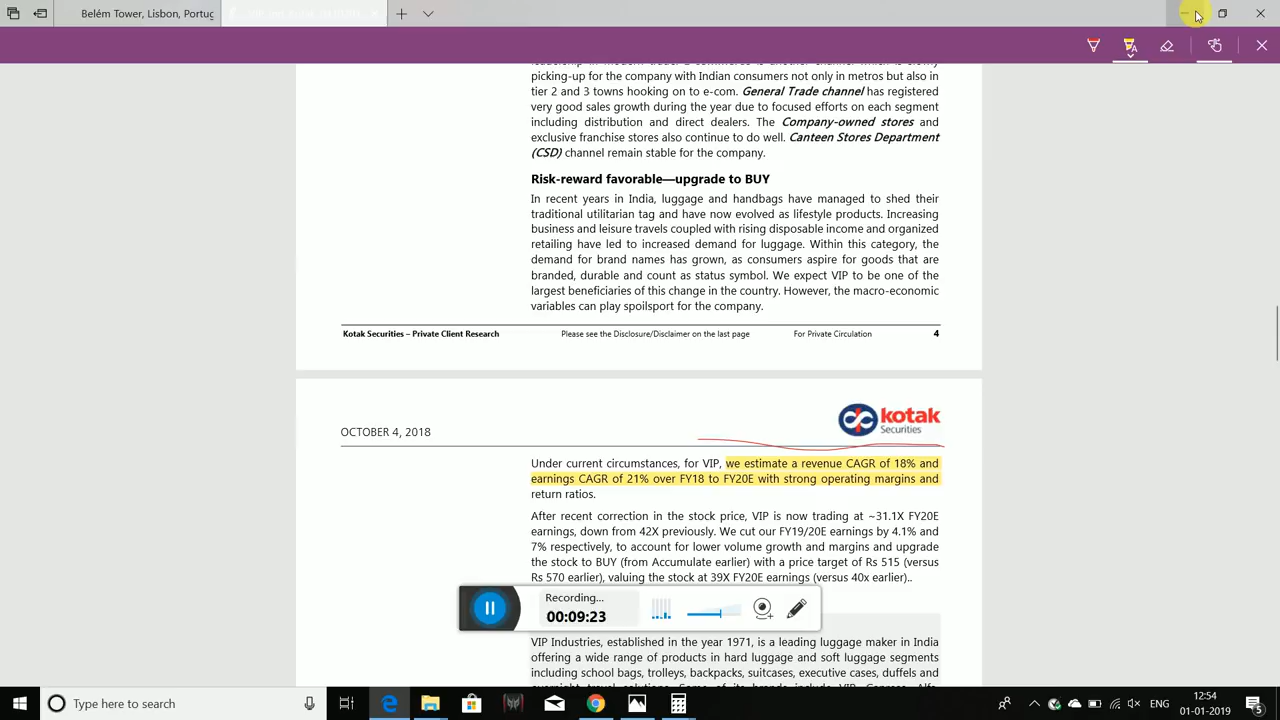 Belém Tower, Lisbon, Portug
picking-up for the company with Indian consumers not only in metros but also in
tier 2 and 3 towns hooking on to e-com. General Trade channel has registered
very good sales growth during the year due to focused efforts on each segment
including distribution and direct dealers. The Company-owned stores and
exclusive franchise stores also continue to do well. Canteen Stores Department
(CSD) channel remain stable for the company.
Risk-reward favorable—upgrade to BUY
In recent years in India, luggage and handbags have managed to shed their
traditional utilitarian tag and have now evolved as lifestyle products. Increasing
business and leisure travels coupled with rising disposable income and organized
retailing have led to increased demand for luggage. Within this category, the
demand for brand names has grown, as consumers aspire for goods that are
branded, durable and count as status symbol. We expect VIP to be one of the
largest beneficiaries of this change in the country. However, the macro-economic
variables can play spoilsport for the company.
Kotak Securities – Private Client Research Please see the Disclosure/Disclaimer on the last page For Private Circulation 4
kotak
Securities
OCTOBER 4, 2018
Under current circumstances, for VIP, we estimate a revenue CAGR of 18% and
earnings CAGR of 21% over FY18 to FY20E with strong operating margins and
return ratios.
After recent correction in the stock price, VIP is now trading at ~31.1X FY20E
earnings, down from 42X previously. We cut our FY19/20E earnings by 4.1% and
7% respectively, to account for lower volume growth and margins and upgrade
the stock to BUY (from Accumulate earlier) with a price target of Rs 515 (versus
Rs 570 earlier), valuing the stock at 39X FY20E earnings (versus 40x earlier)..
Recording...
00:09:23
VIP Industries, established in the year 1971, is a leading luggage maker in India
offering a wide range of products in hard luggage and soft luggage segments
including school bags, trolleys, backpacks, suitcases, executive cases, duffels and
Type here to search
ENG
12:54
01-01-2019
5